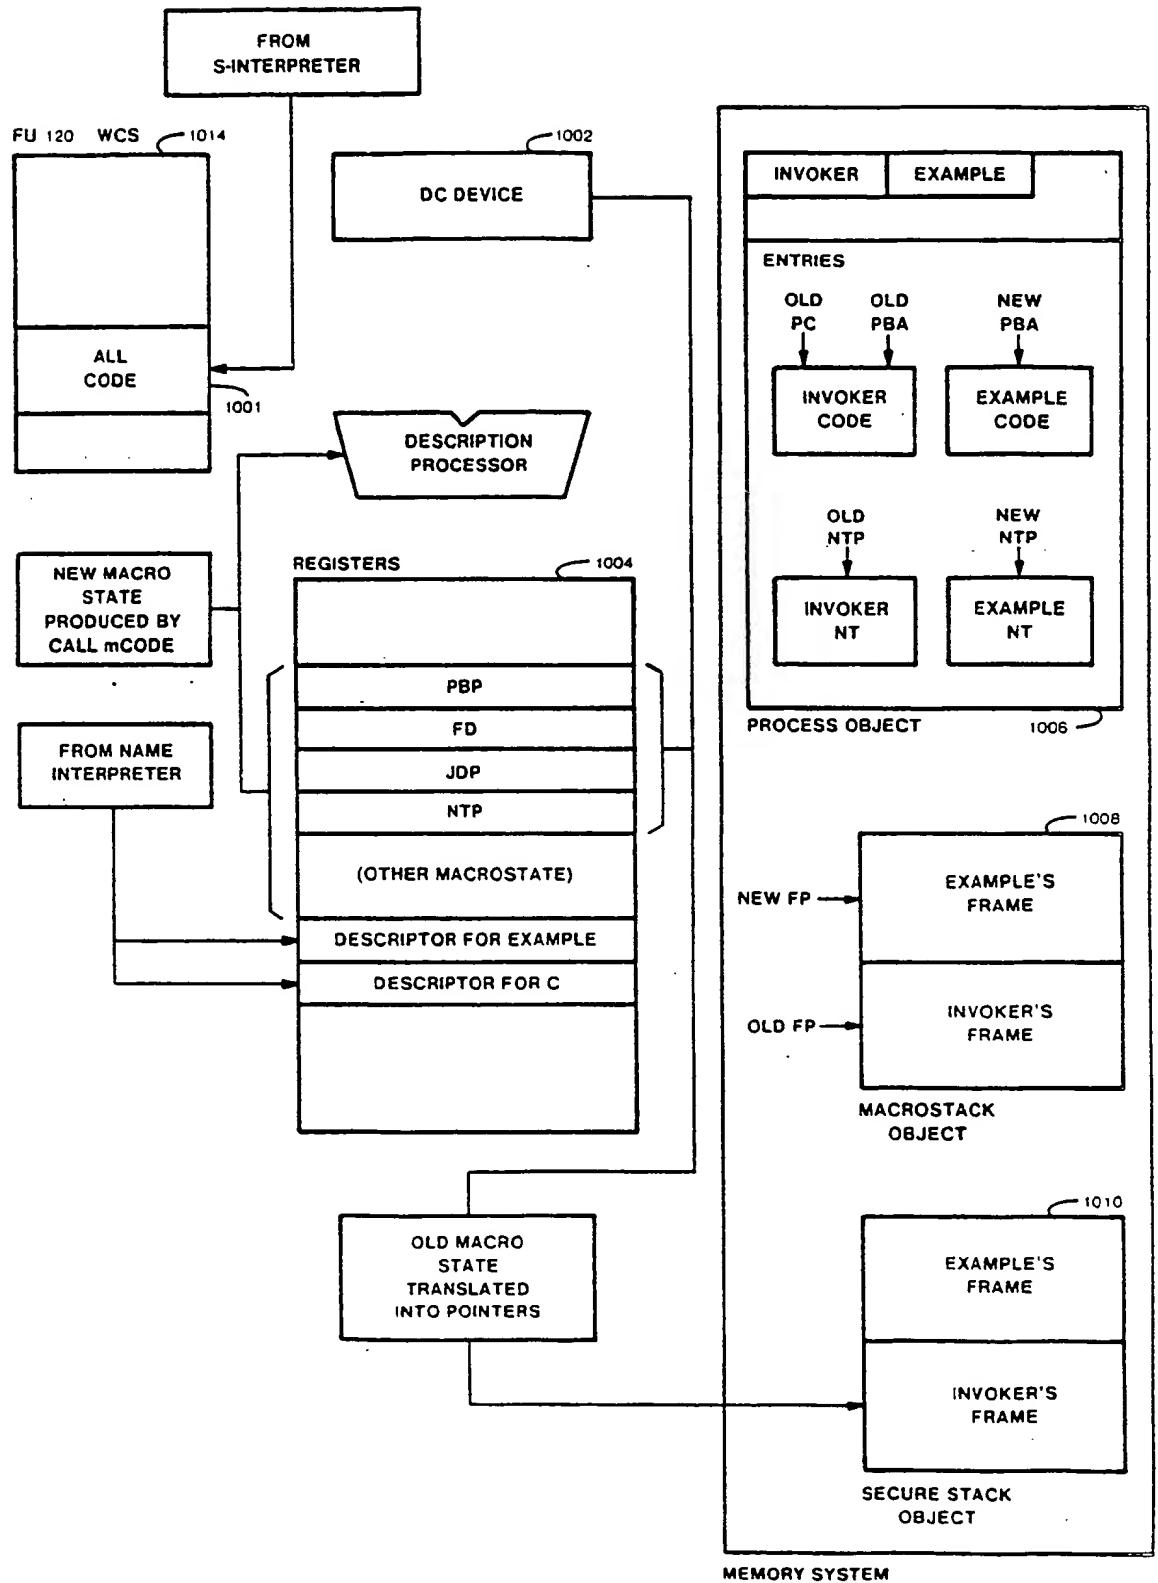 FROM
S-INTERPRETER
FU 120 WCS
1014
ALL
CODE
1001
1002
DC DEVICE
DESCRIPTION
PROCESSOR
NEW MACRO
STATE
PRODUCED BY
CALL mCODE
FROM NAME
INTERPRETER
REGISTERS
1004
PBP
FD
JDP
NTP
(OTHER MACROSTATE)
DESCRIPTOR FOR EXAMPLE
DESCRIPTOR FOR C
OLD MACRO
STATE
TRANSLATED
INTO POINTERS
INVOKER
EXAMPLE
ENTRIES
OLD
PC
OLD
PBA
NEW
PBA
INVOKER
CODE
EXAMPLE
CODE
OLD
NTP
NEW
NTP
INVOKER
NT
EXAMPLE
NT
PROCESS OBJECT
1006
1008
NEW FP
EXAMPLE'S
FRAME
OLD FP
INVOKER'S
FRAME
MACROSTACK
OBJECT
1010
EXAMPLE'S
FRAME
INVOKER'S
FRAME
SECURE STACK
OBJECT
MEMORY SYSTEM